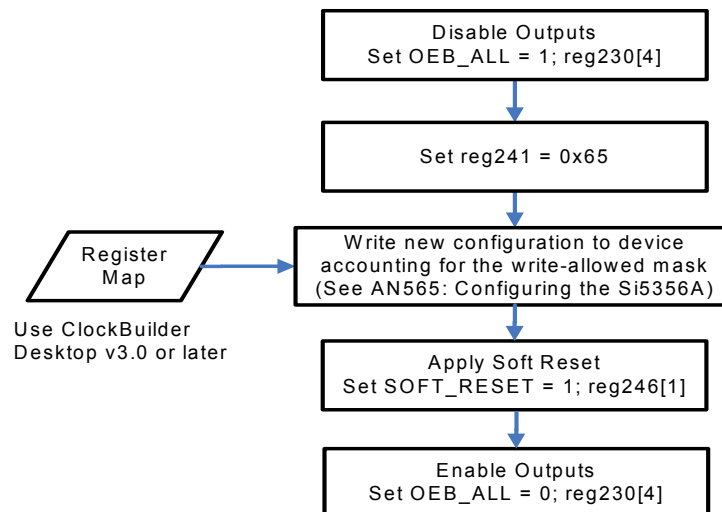 Disable Outputs
Set OEB_ALL = 1; reg230[4]
Set reg241 = 0x65
Register
Map
Write new configuration to device
accounting for the write-allowed mask
(See AN565: Configuring the Si5356A)
Use ClockBuilder
Desktop v3.0 or later
Apply Soft Reset
Set SOFT_RESET = 1; reg246[1]
Enable Outputs
Set OEB_ALL = 0; reg230[4]